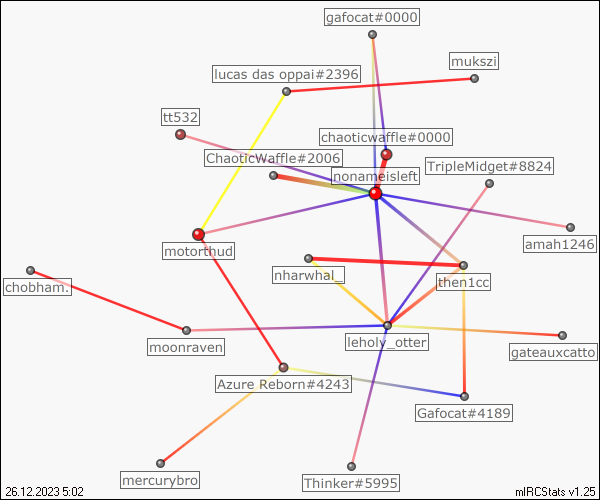 gafocat#0000
mukszi
lucas das oppai#2396
tt532
chaoticwaffle#0000
ChaoticWaffle#2006
TripleMidget#8824
nonameisleft
amah1246
motorthud
nharwhal_
then1cc
chobham.
leholy_otter
moonraven
gateauxcatto
Azure Reborn#4243
Gafocat#4189
mercurybro
Thinker#5995
26.12.2023 5:02
mIRCStats v1.25